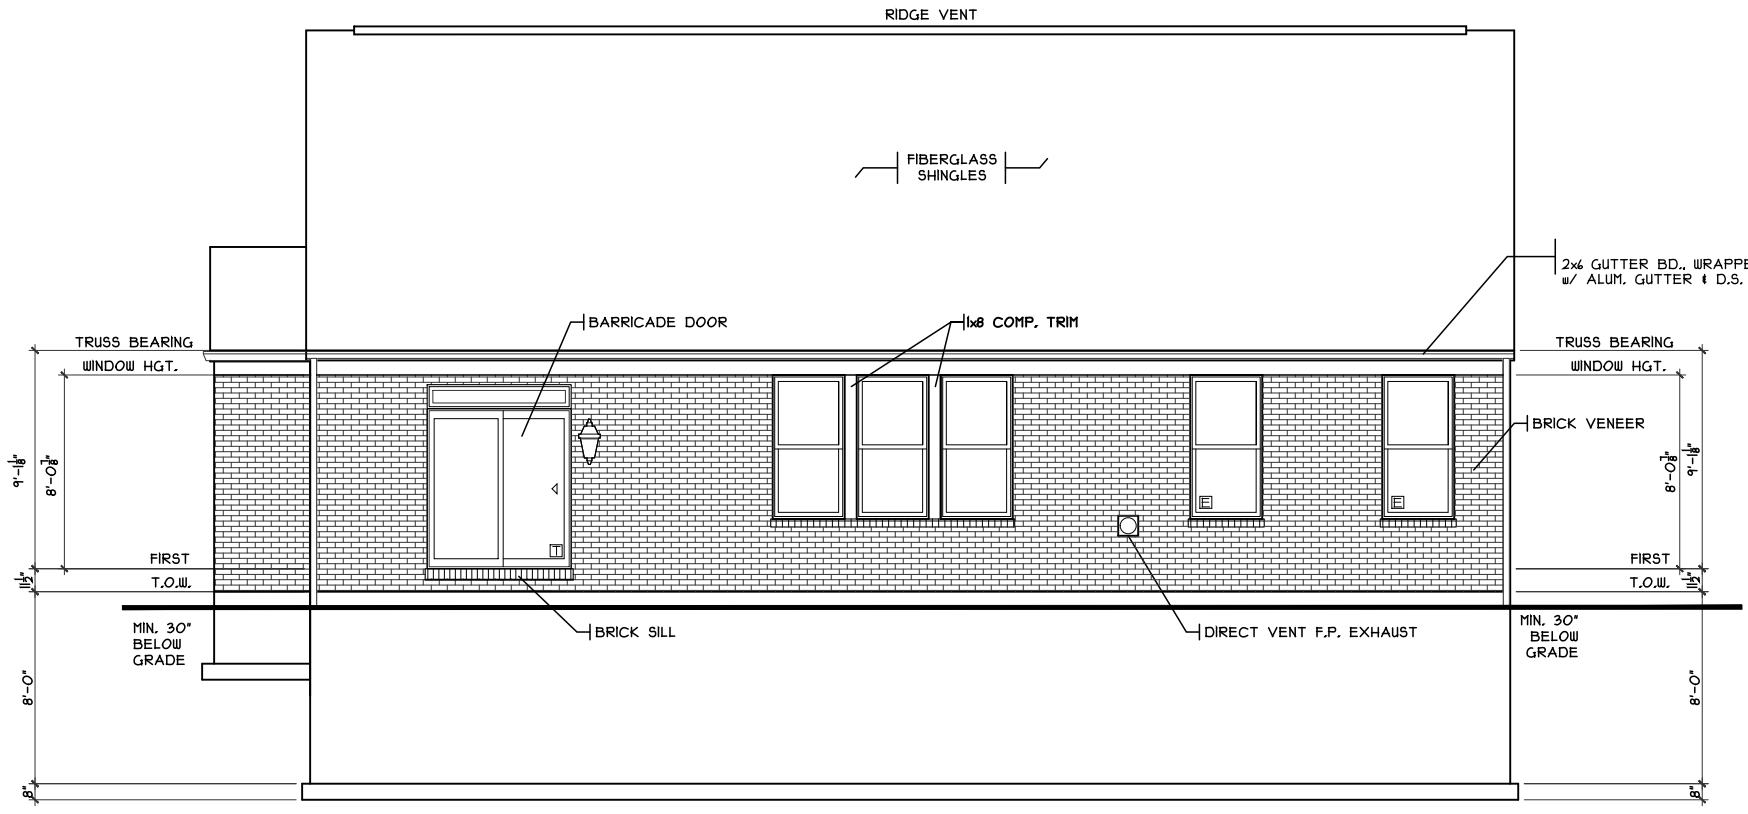 RIDGE VENT
FIBERGLASS
SHINGLES
2x6 GUTTER BD., WRAPPE
w/ ALUM. GUTTER & D.S.
BARRICADE DOOR
1x8 COMP. TRIM
TRUSS BEARING
WINDOW HGT.
TRUSS BEARING
WINDOW HGT.
BRICK VENEER
9'-1 1/8"
8'-0 7/8"
8'-0 7/8"
9'-1 1/8"
E
E
T
FIRST
T.O.W.
11 1/2"
FIRST
T.O.W.
11 1/2"
MIN. 30"
BELOW
GRADE
BRICK SILL
DIRECT VENT F.P. EXHAUST
MIN. 30"
BELOW
GRADE
8'-0"
8'-0"
8"
8"